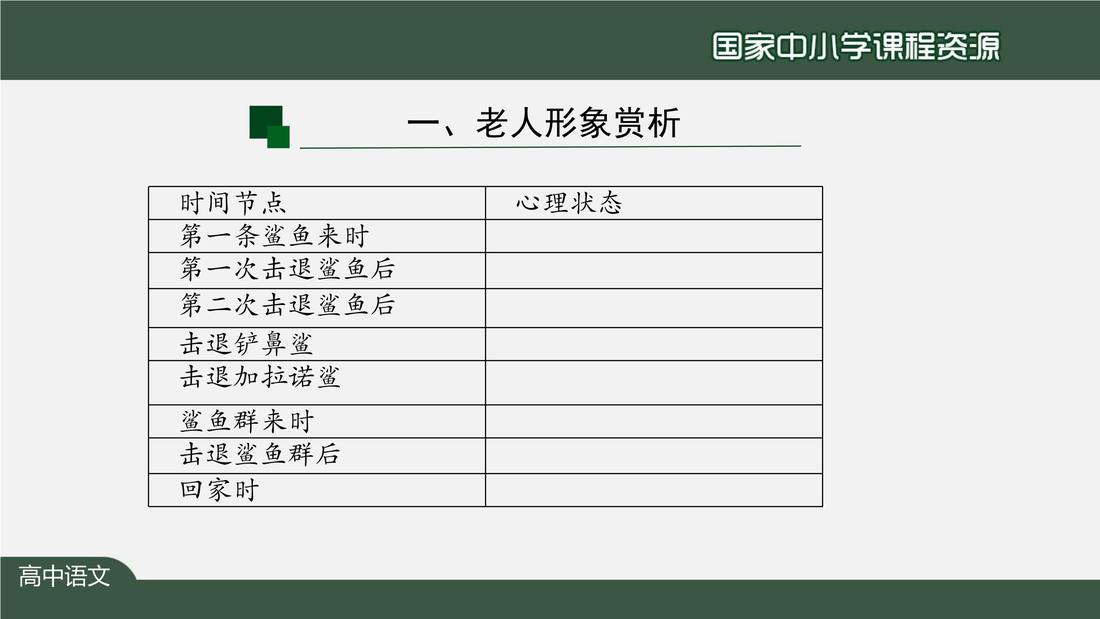 国家中小学课程资源
一、老人形象赏析
时间节点 心理状态
第一条鲨鱼来时
第一次击退鲨鱼后
第二次击退鲨鱼后
击退铲鼻鲨
击退加拉诺鲨
鲨鱼群来时
击退鲨鱼群后
回家时
高中语文